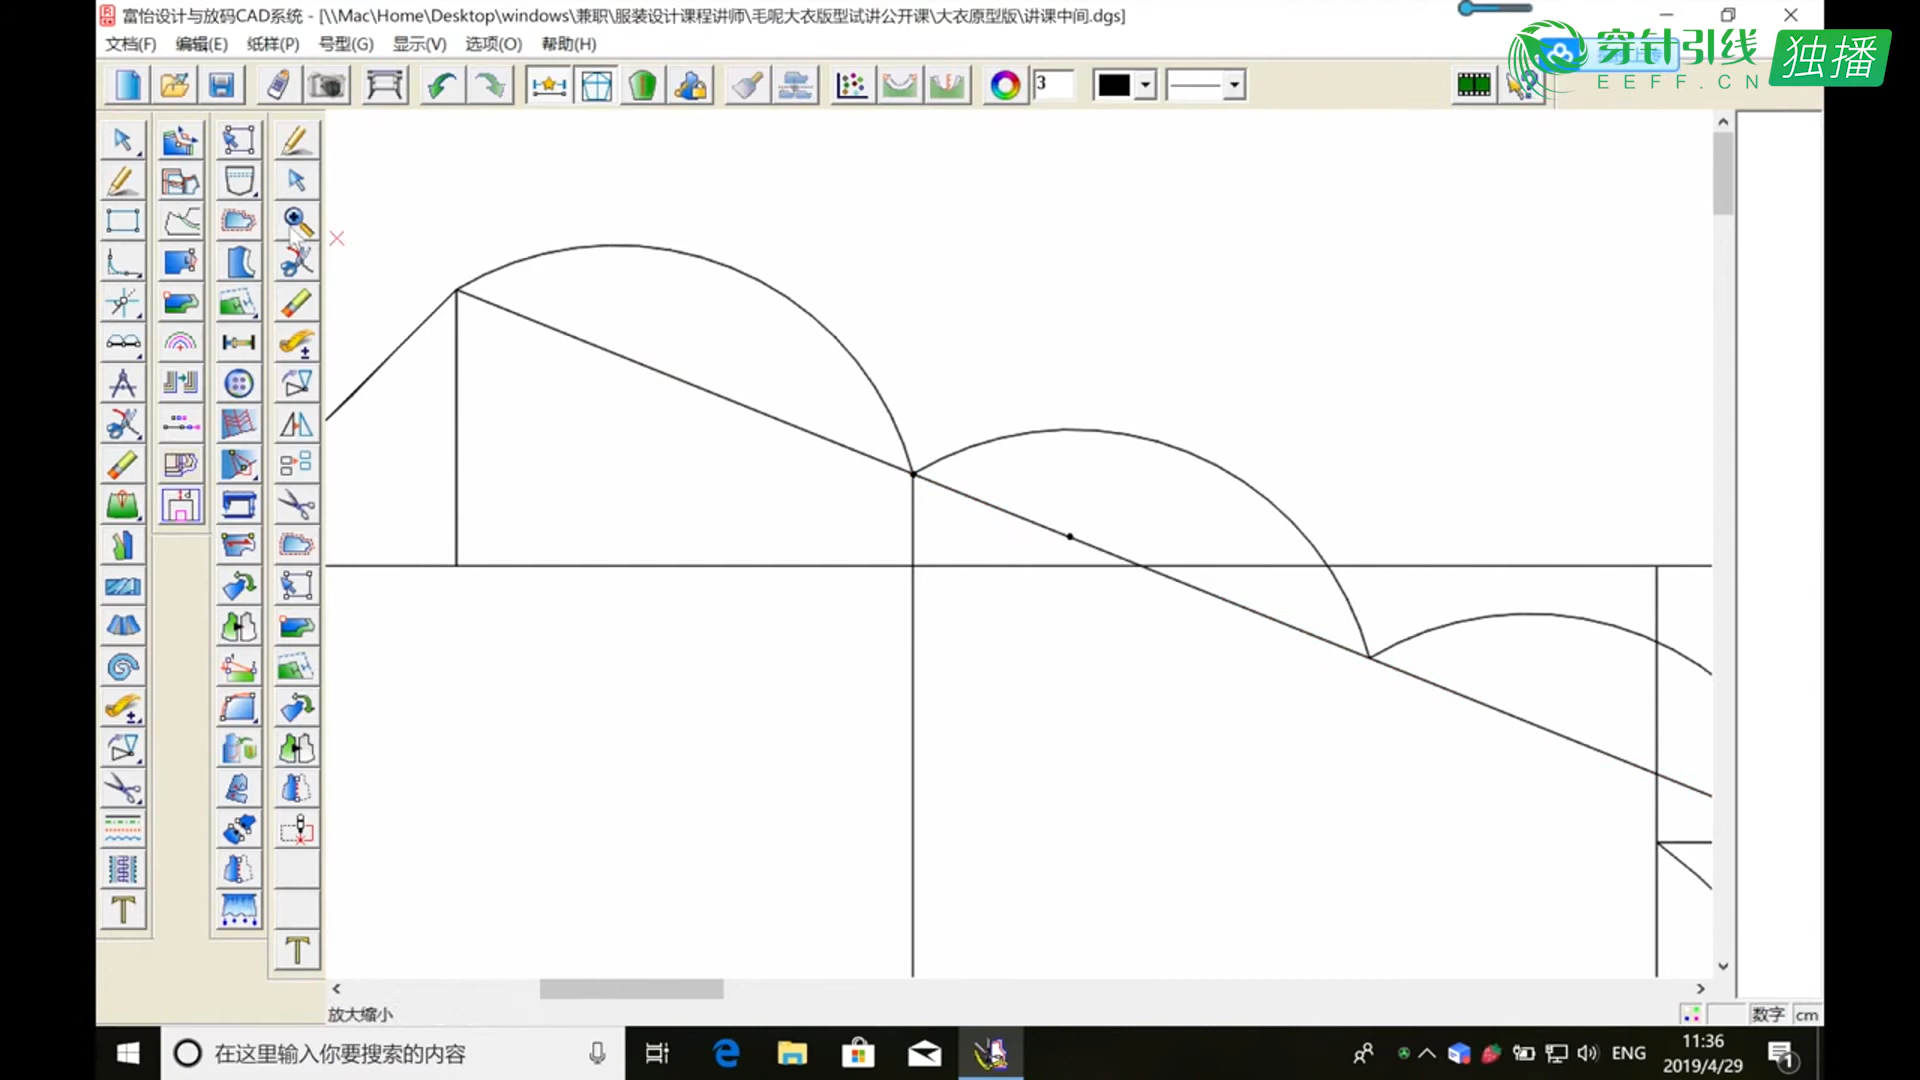 富怡设计与放码CAD系统 - [\\Mac\Home\Desktop\windows\兼职\服装设计课程讲师\毛呢大衣版型试讲公开课\大衣原型版\讲课中间.dgs]
文档(F) 编辑(E) 纸样(P) 号型(G) 显示(V) 选项(O) 帮助(H)
穿针引线 独播
EEFF.CN
3
放大缩小
数字 cm
在这里输入你要搜索的内容
ENG
11:36
2019/4/29
1